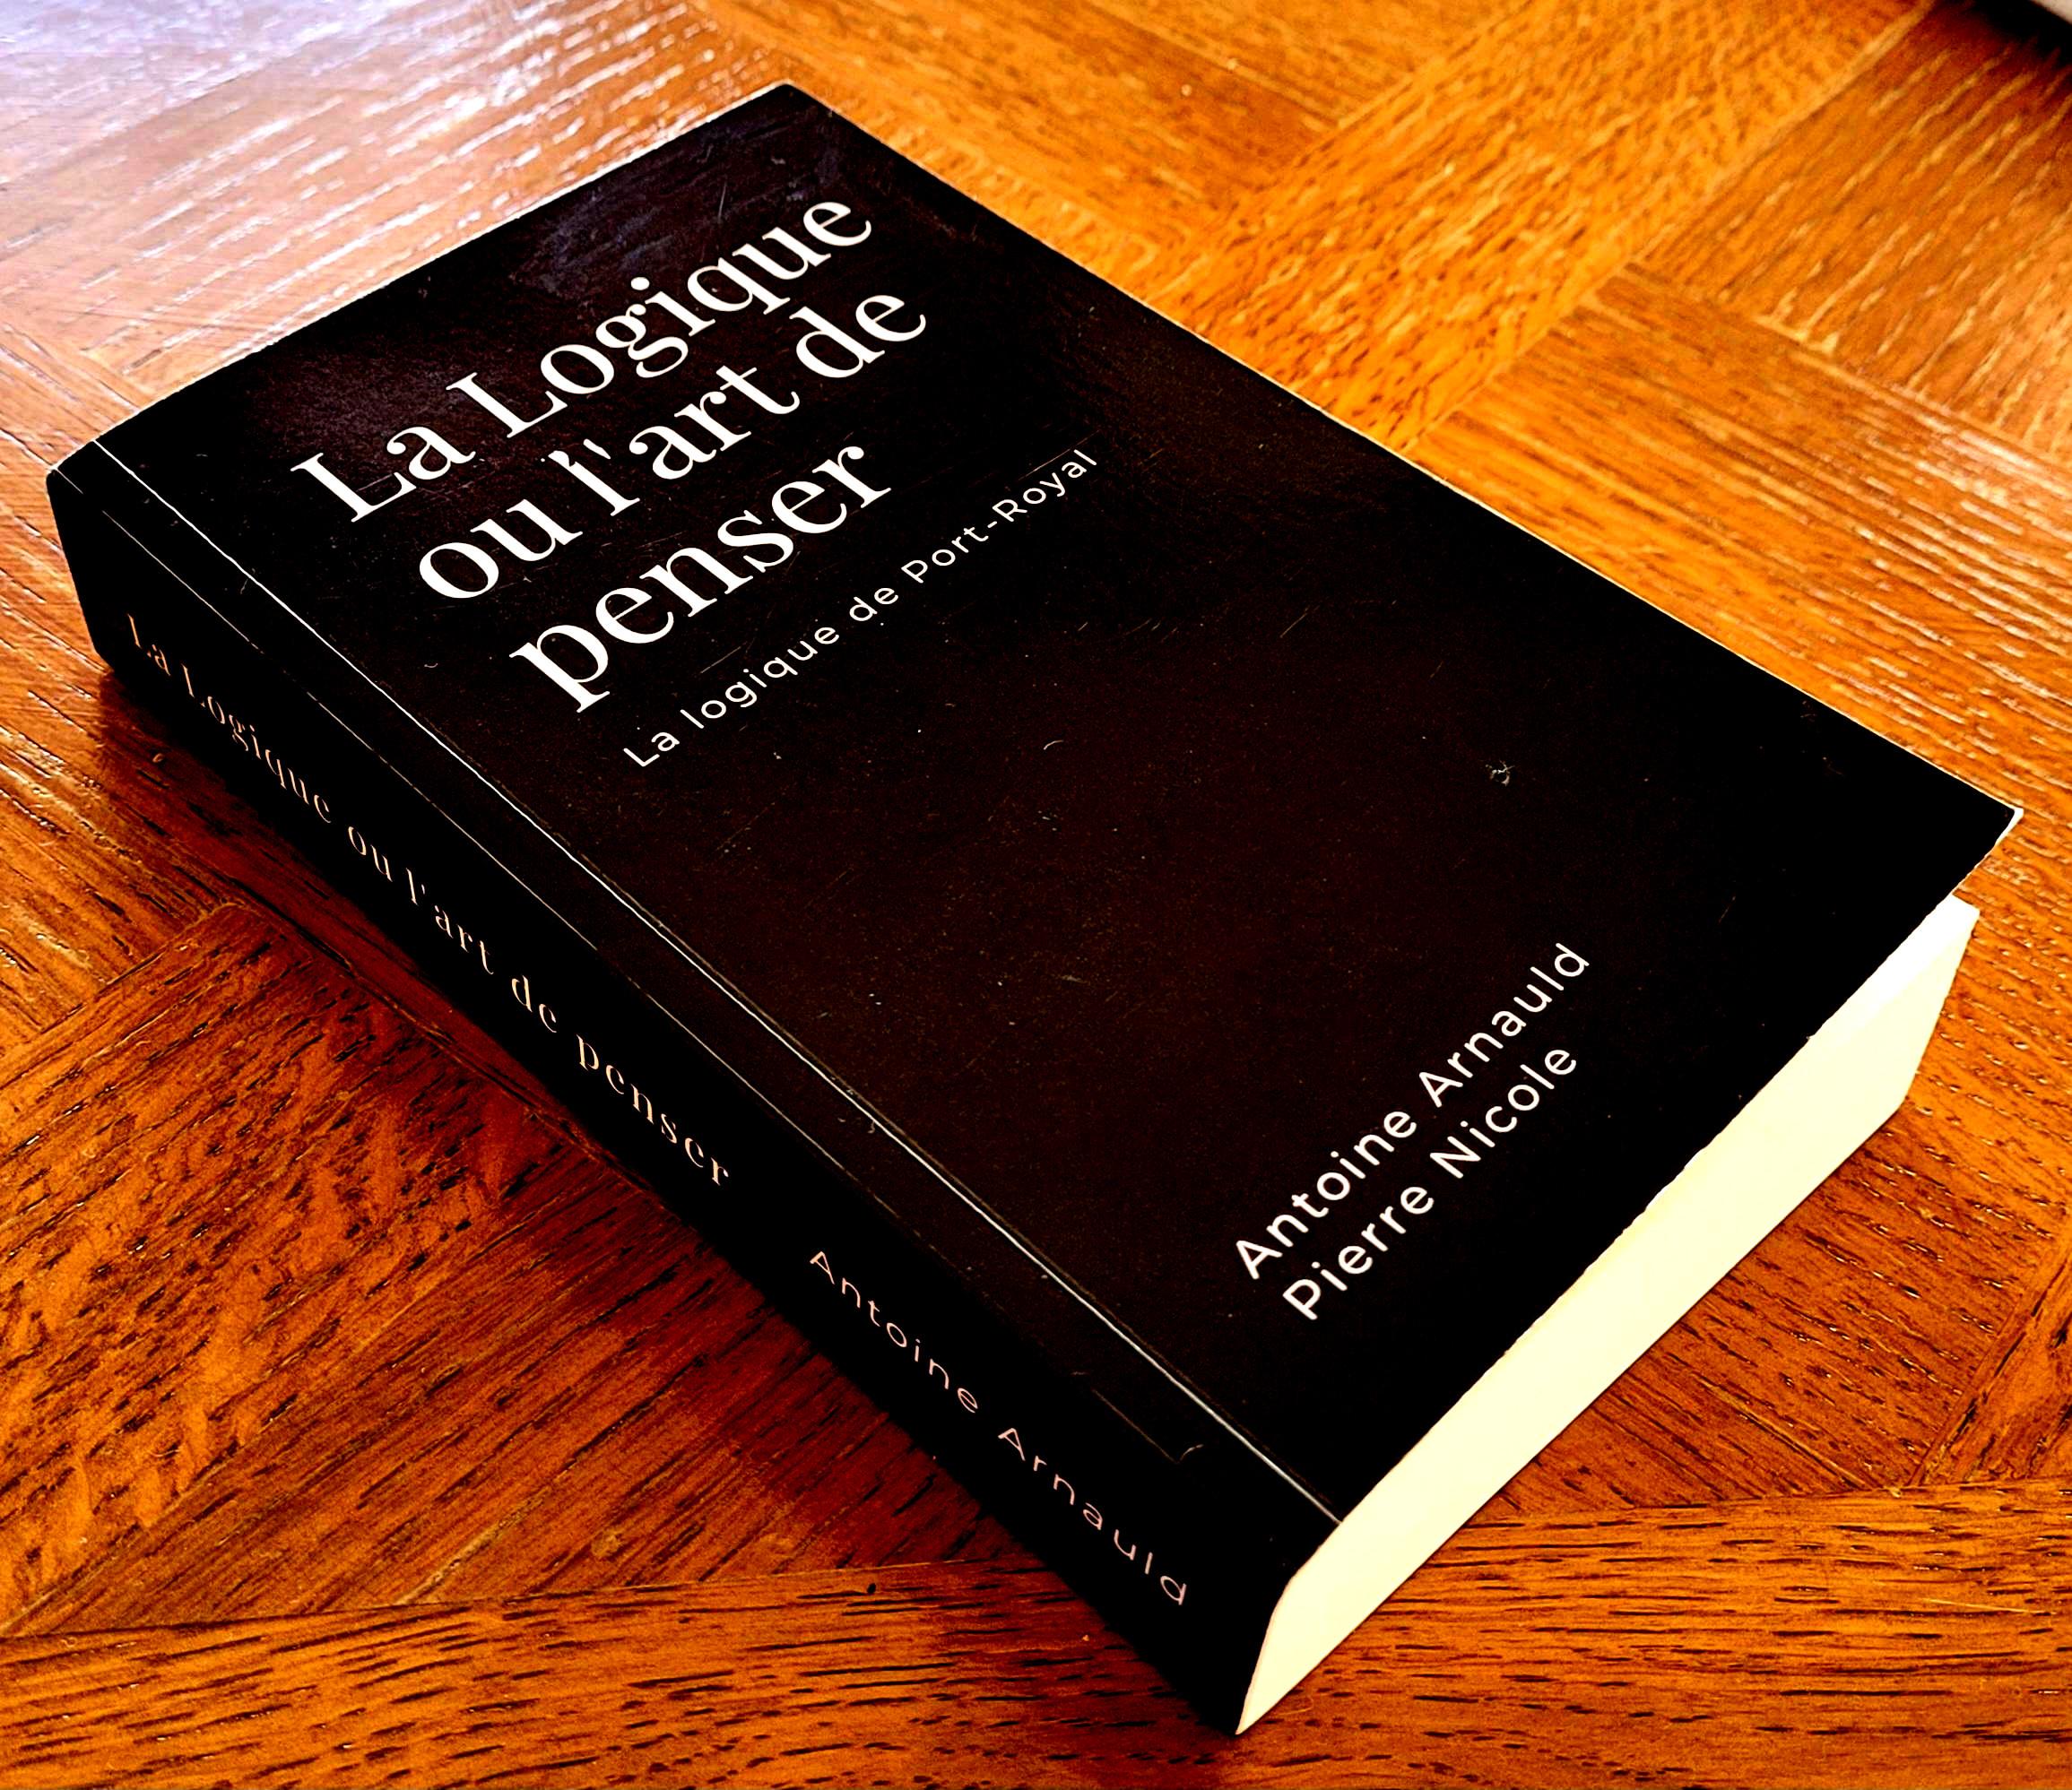 La Logique
ou l'art de
penser
La logique de Port-Royal
Antoine Arnauld
Pierre Nicole
La Logique ou l'art de penser Antoine Arnauld